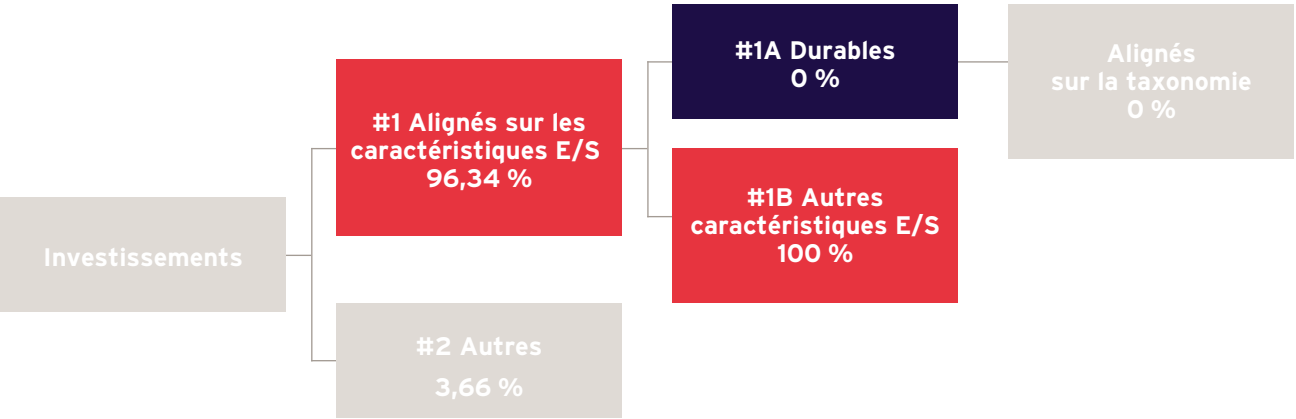 Investissements
#1 Alignés sur les
caractéristiques E/S
96,34 %
#2 Autres
3,66 %
#1A Durables
0 %
#1B Autres
caractéristiques E/S
100 %
Alignés
sur la taxonomie
0 %